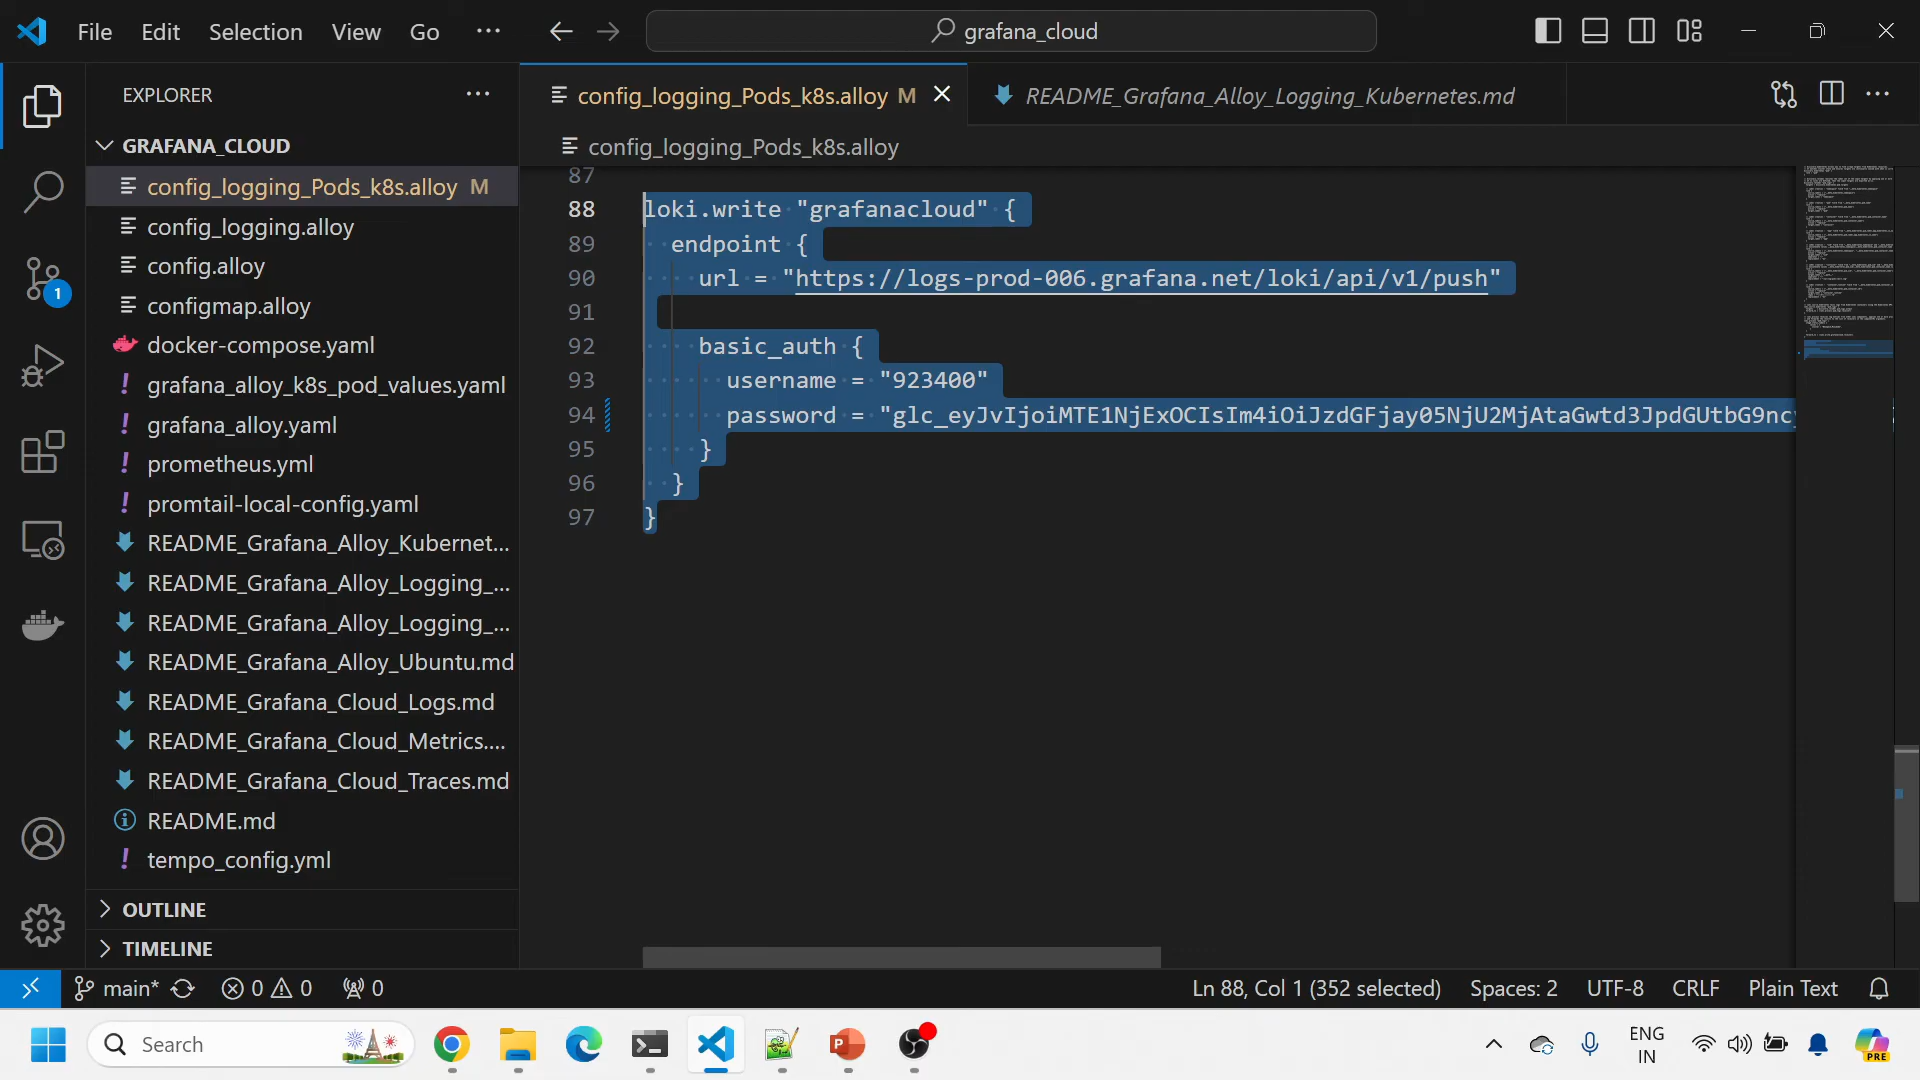 File Edit Selection View Go ...
grafana_cloud
EXPLORER
GRAFANA_CLOUD
config_logging_Pods_k8s.alloy M
config_logging.alloy
config.alloy
configmap.alloy
docker-compose.yaml
grafana_alloy_k8s_pod_values.yaml
grafana_alloy.yaml
prometheus.yml
promtail-local-config.yaml
README_Grafana_Alloy_Kubernet...
README_Grafana_Alloy_Logging_...
README_Grafana_Alloy_Logging_...
README_Grafana_Alloy_Ubuntu.md
README_Grafana_Cloud_Logs.md
README_Grafana_Cloud_Metrics....
README_Grafana_Cloud_Traces.md
README.md
tempo_config.yml
OUTLINE
TIMELINE
1
config_logging_Pods_k8s.alloy M
README_Grafana_Alloy_Logging_Kubernetes.md
config_logging_Pods_k8s.alloy
87
88 loki.write "grafanacloud" {
89 endpoint {
90 url = "https://logs-prod-006.grafana.net/loki/api/v1/push"
91
92 basic_auth {
93 username = "923400"
94 password = "glc_eyJvIjoiMTE1NjExOCIsIm4iOiJzdGFjay05NjU2MjAtaGwtd3JpdGUtbG9ncy
95 }
96 }
97 }
main* 0 0 0
Ln 88, Col 1 (352 selected) Spaces: 2 UTF-8 CRLF Plain Text
Search
ENG
IN
PRE